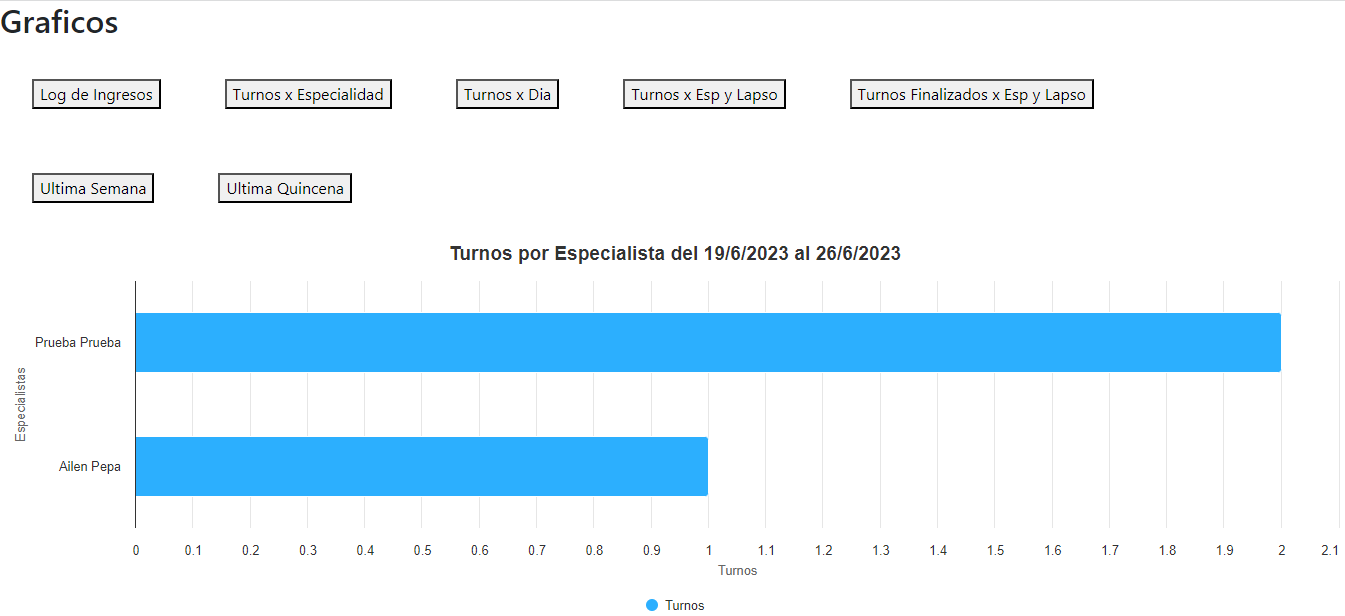 Graficos
Log de Ingresos Turnos x Especialidad Turnos x Dia Turnos x Esp y Lapso Turnos Finalizados x Esp y Lapso
Ultima Semana Ultima Quincena
Turnos por Especialista del 19/6/2023 al 26/6/2023
Especialistas
Prueba Prueba
Ailen Pepa
0 0.1 0.2 0.3 0.4 0.5 0.6 0.7 0.8 0.9 1 1.1 1.2 1.3 1.4 1.5 1.6 1.7 1.8 1.9 2 2.1
Turnos
Turnos